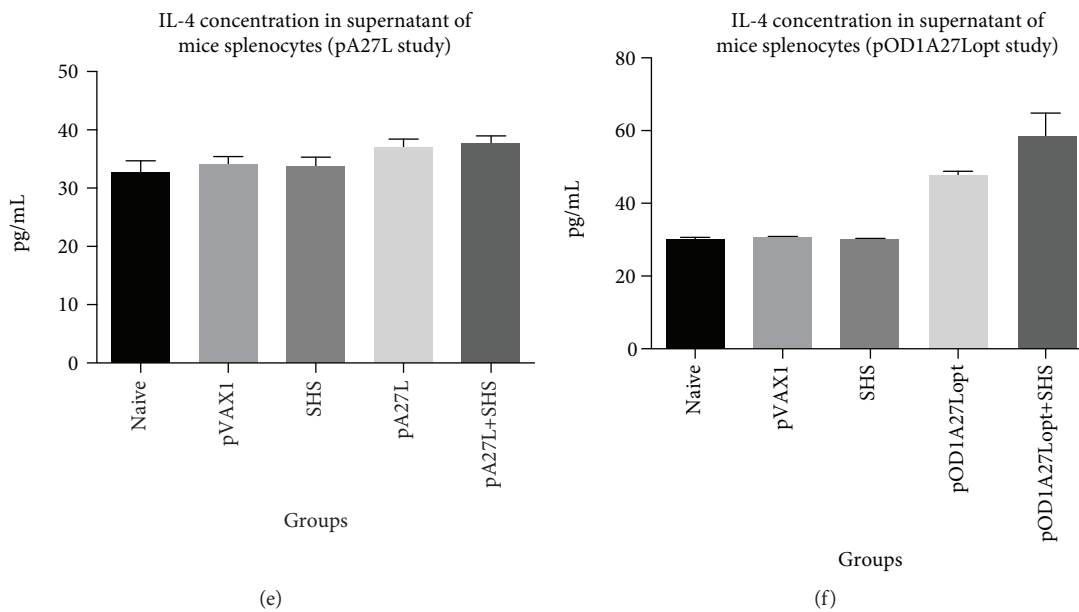 IL-4 concentration in supernatant of
mice splenocytes (pA27L study)
50
40
30
20
10
0
pg/mL
Naive
pVAX1
SHS
pA27L
pA27L+SHS
Groups
(e)
IL-4 concentration in supernatant of
mice splenocytes (pOD1A27Lopt study)
80
60
40
20
0
pg/mL
Naive
pVAX1
SHS
pOD1A27Lopt
pOD1A27Lopt+SHS
Groups
(f)